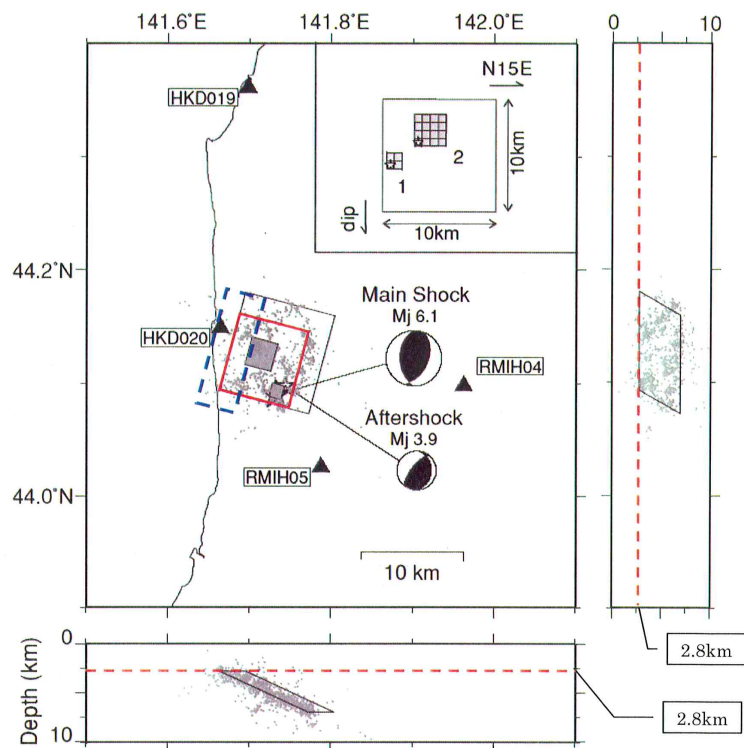 141.6°E
141.8°E
142.0°E
0
10
HKD019
N15E
2
1
10km
dip
10km
44.2°N
Main Shock
Mj 6.1
HKD020
RMIH04
Aftershock
Mj 3.9
RMIH05
44.0°N
10 km
0
Depth (km)
10
2.8km
2.8km